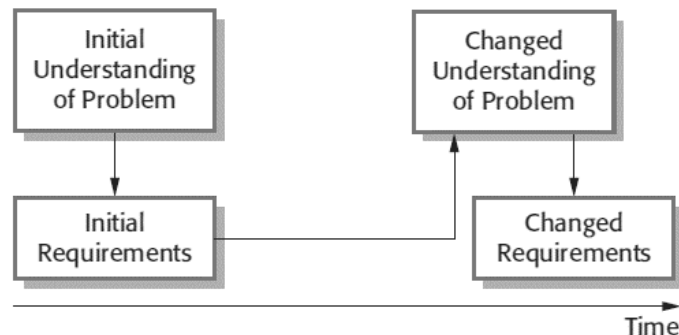 Initial
Understanding
of Problem
Changed
Understanding
of Problem
Initial
Requirements
Changed
Requirements
Time